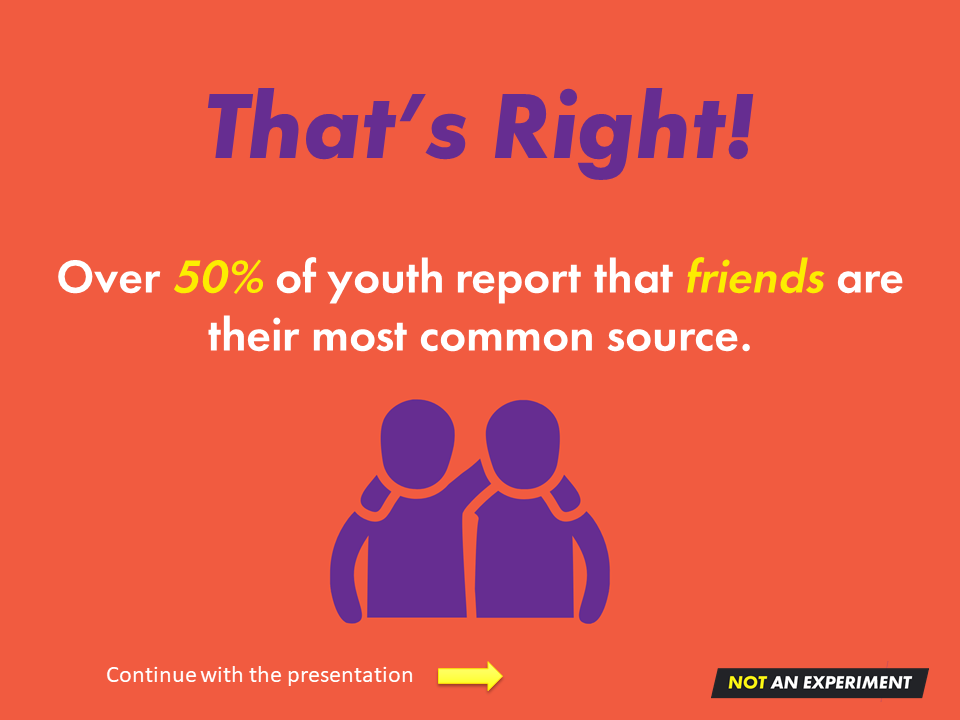 That's Right!
Over 50% of youth report that friends are
their most common source.
Continue with the presentation
NOT AN EXPERIMENT